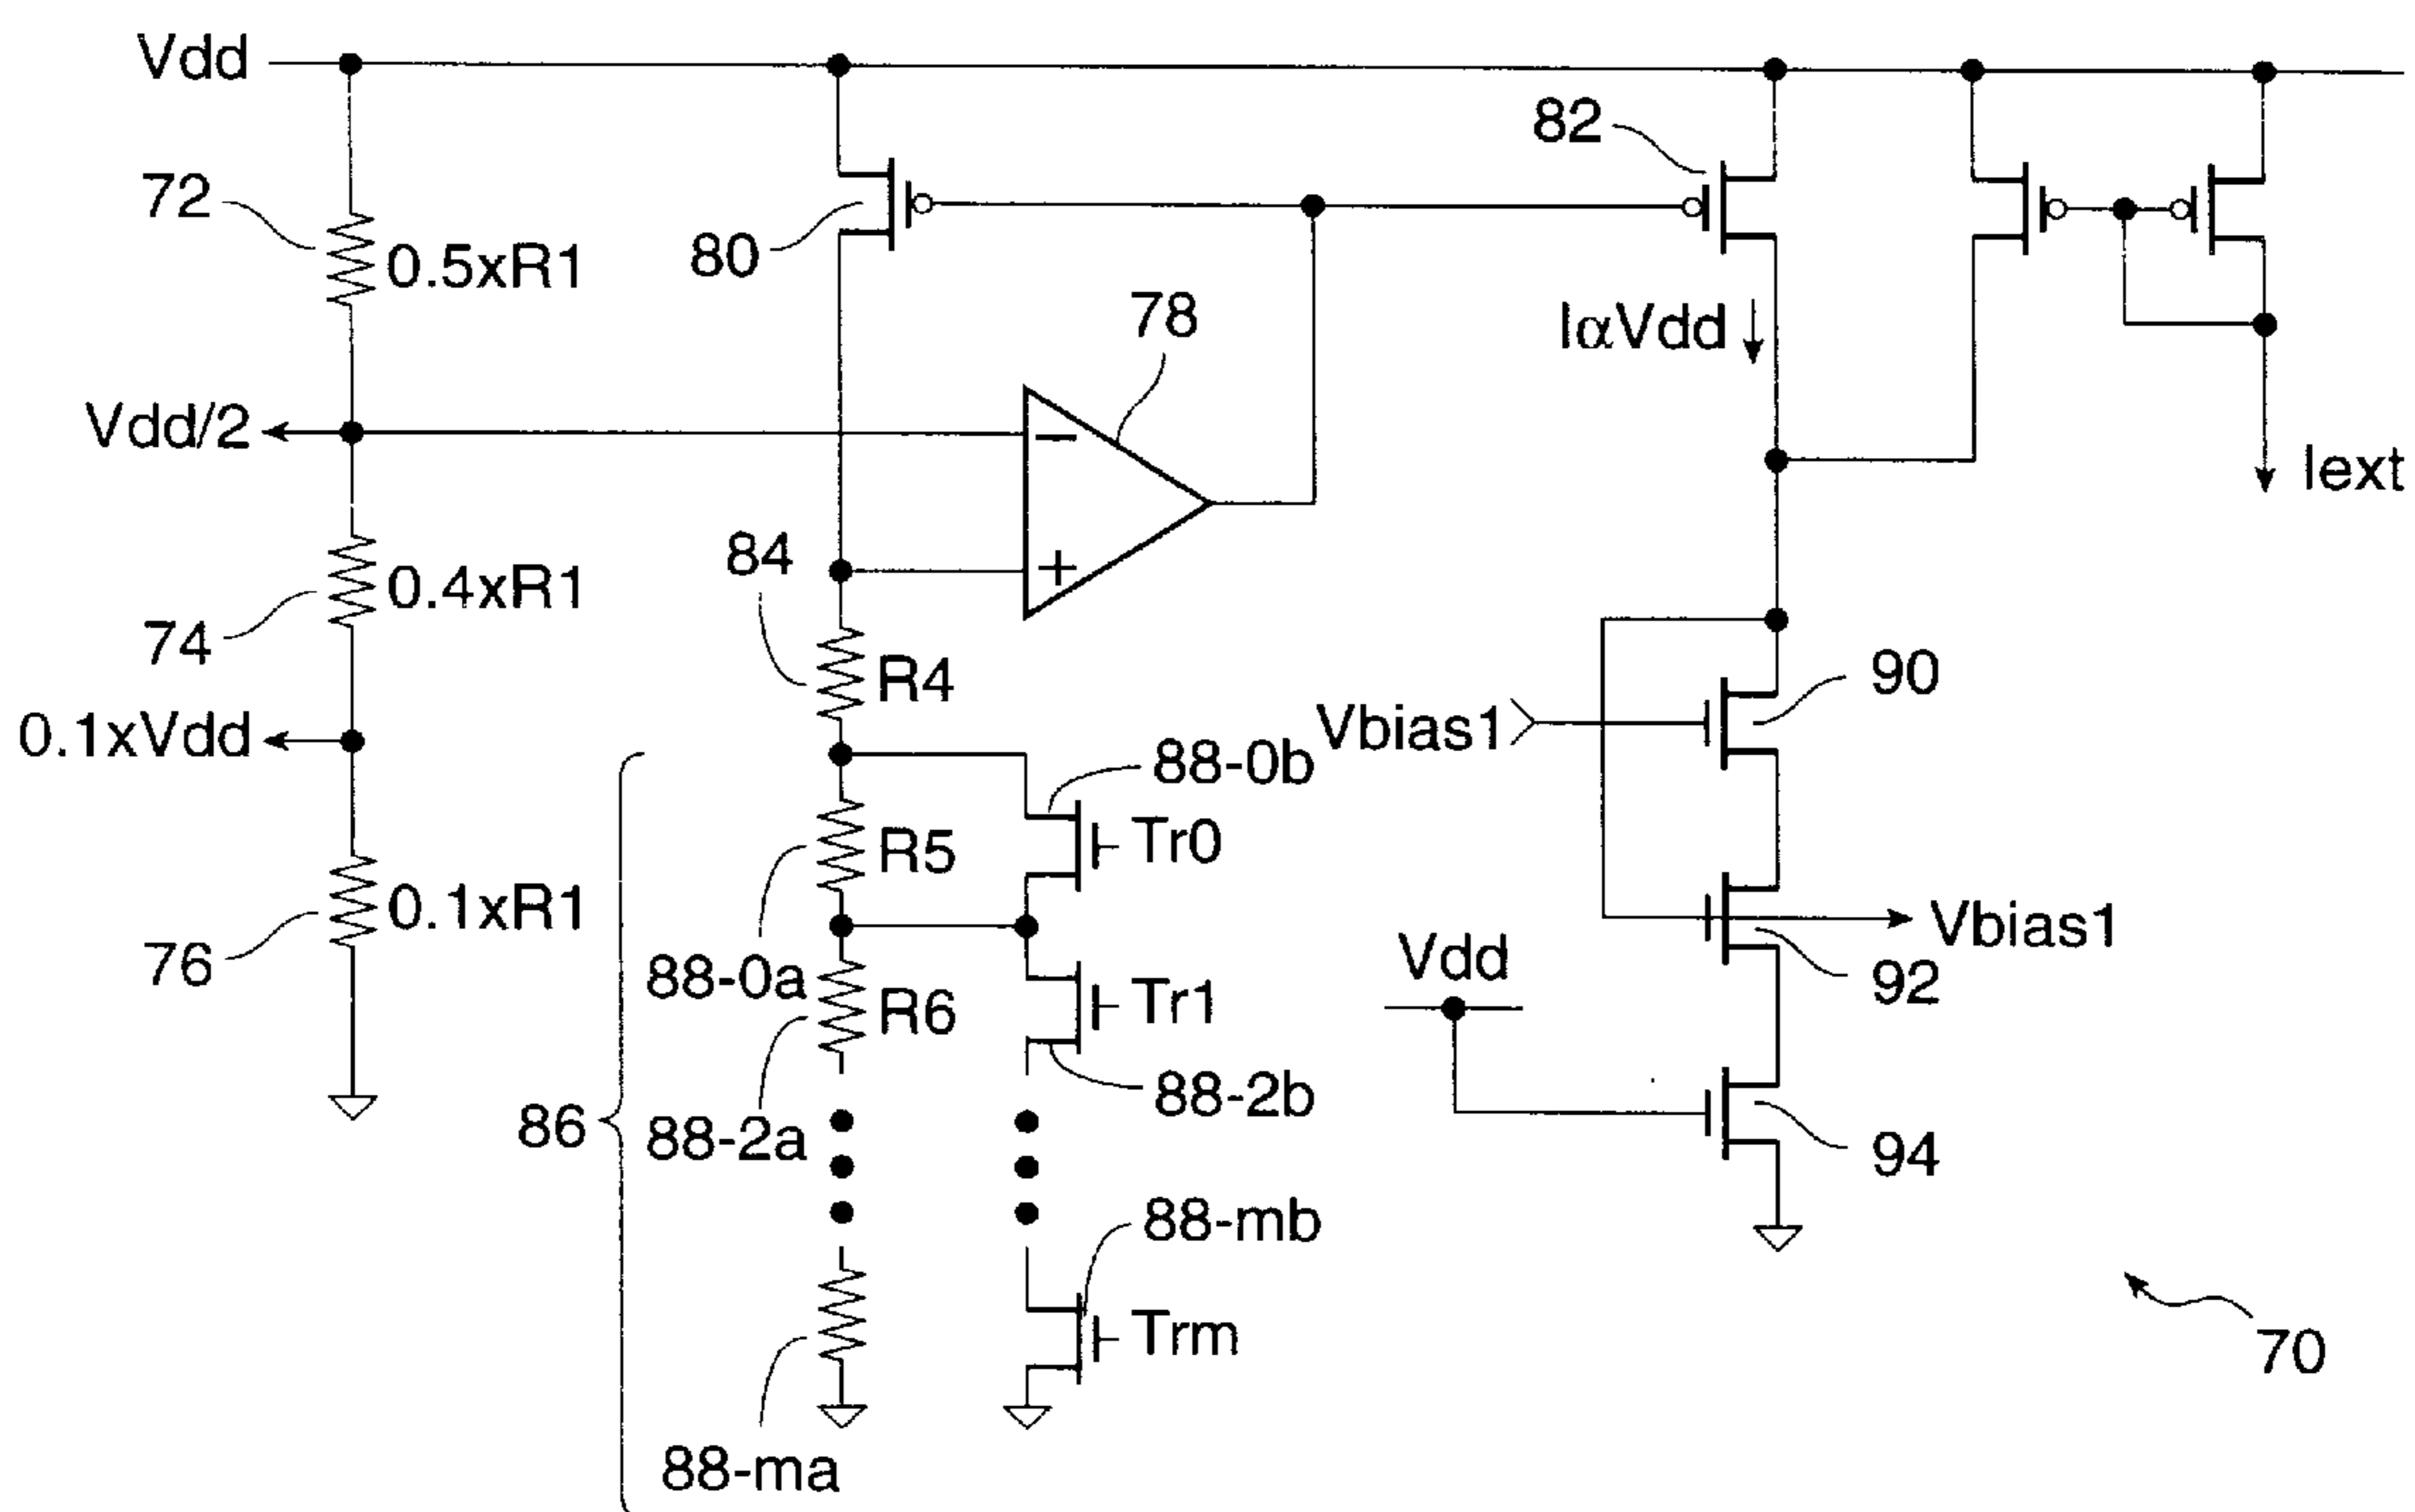 Vdd
82
72
0.5xR1
80
78
IαVdd
Vdd/2
−
Iext
84
+
0.4xR1
74
R4
90
0.1xVdd
Vbias1
88-0b
R5
Tr0
0.1xR1
76
Vbias1
88-0a
Vdd
92
R6
Tr1
88-2b
86
88-2a
94
88-mb
Trm
70
88-ma